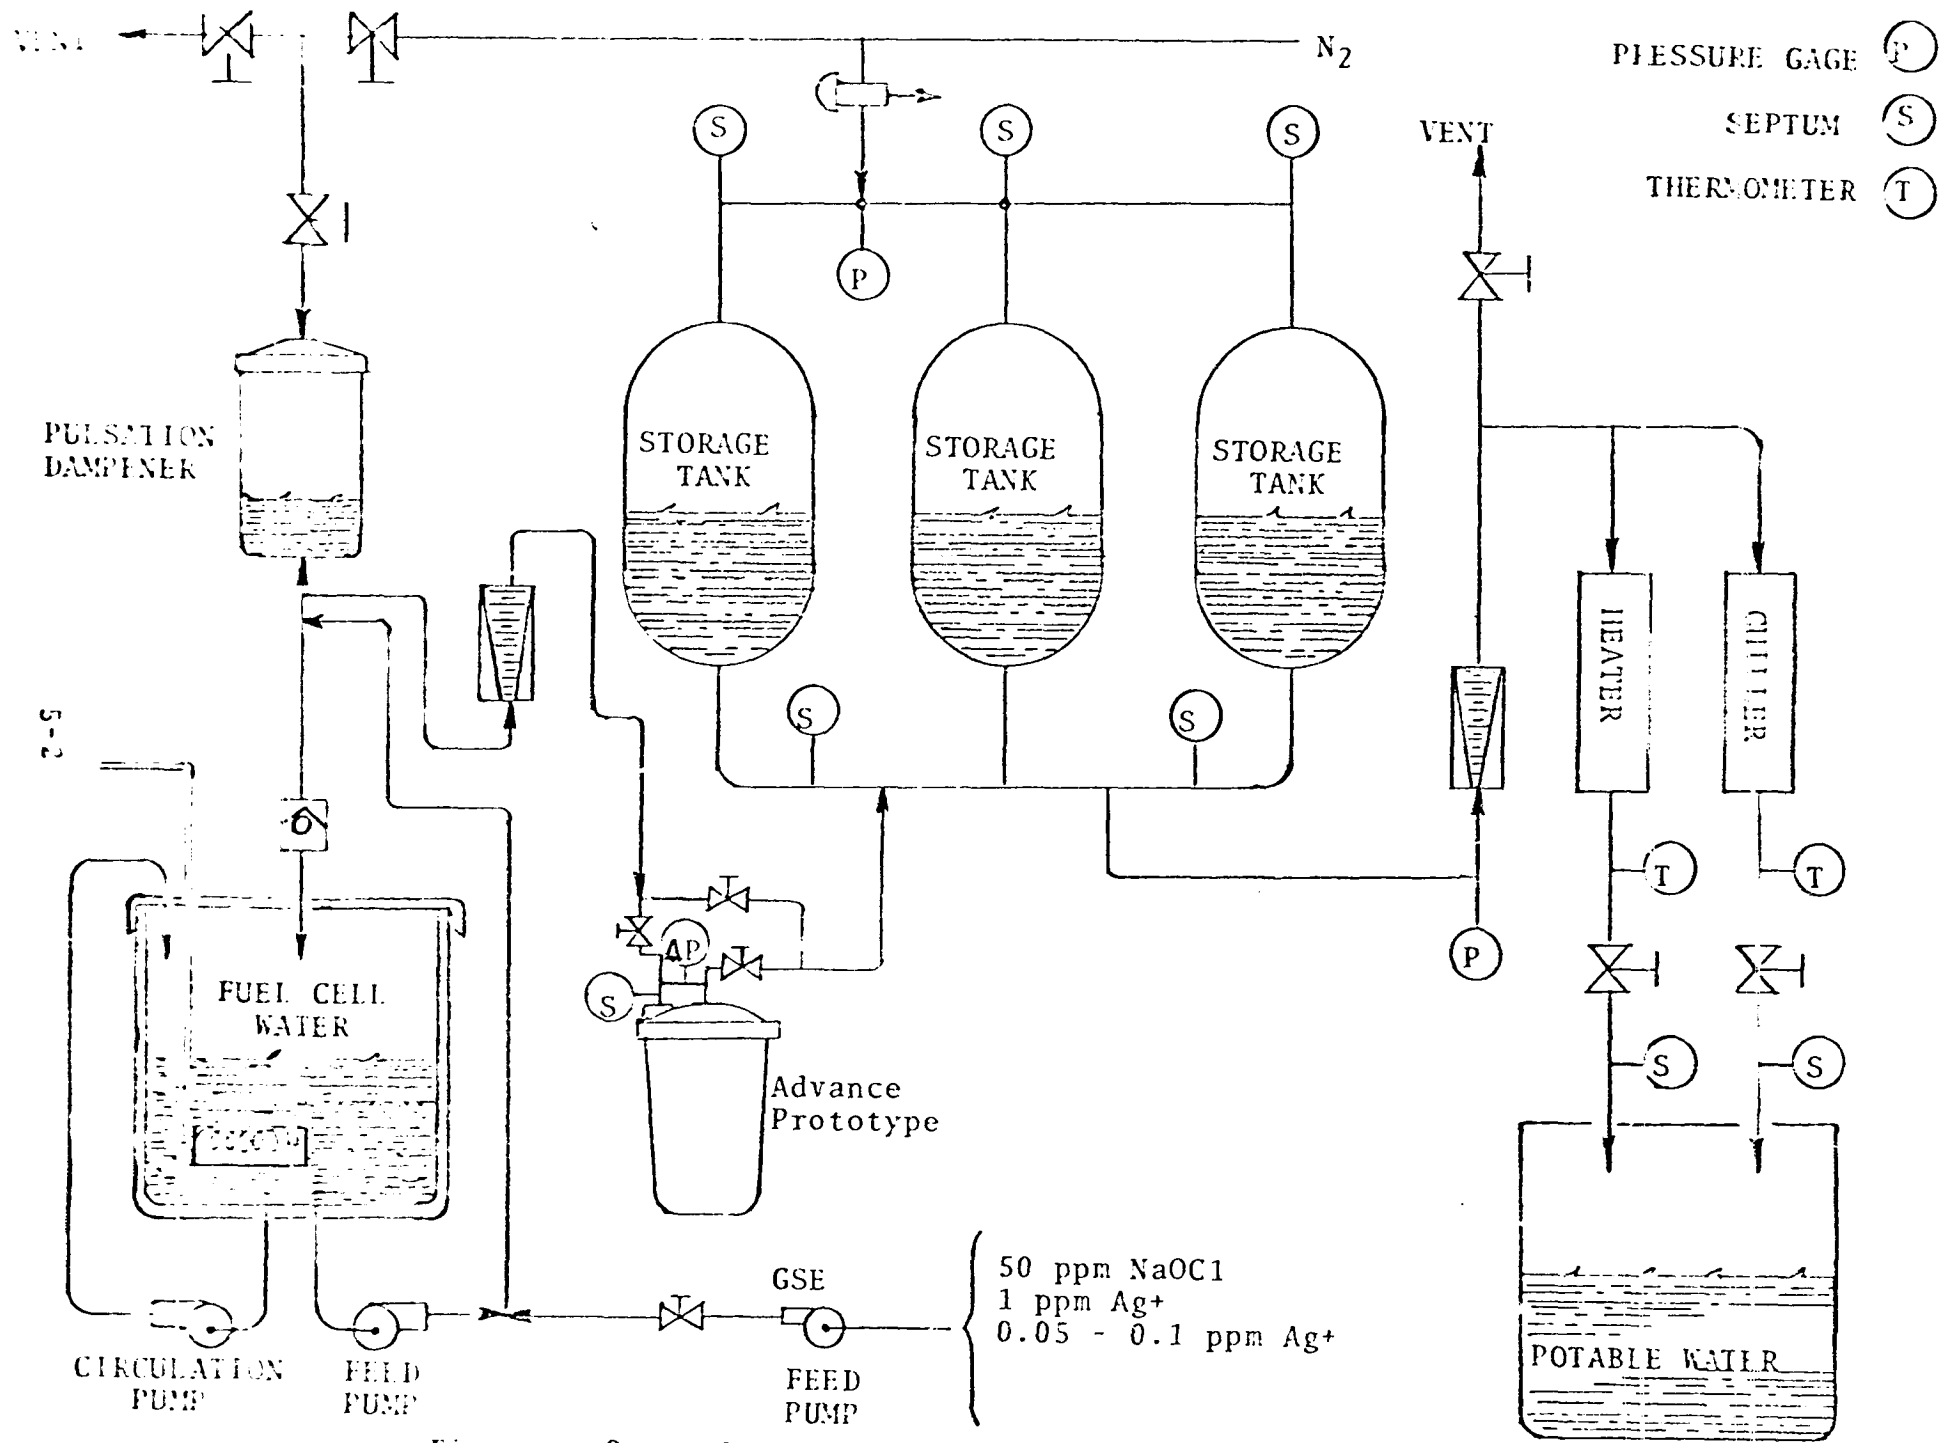 VENT
N2
PRESSURE GAGE P
SEPTUM S
THERMOMETER T
S
S
S
VENT
P
PULSATION
DAMPENER
STORAGE
TANK
STORAGE
TANK
STORAGE
TANK
HEATER
CHILLER
S
S
5-2
T
T
ΔP
S
P
FUEL CELL
WATER
S
S
Advance
Prototype
GSE
50 ppm NaOCl
1 ppm Ag+
0.05 - 0.1 ppm Ag+
CIRCULATION
PUMP
FEED
PUMP
FEED
PUMP
POTABLE WATER